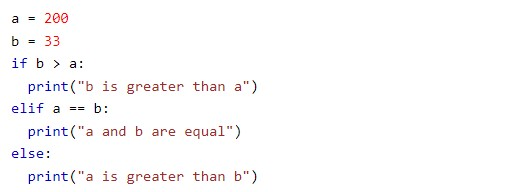 a = 200
b = 33
if b > a:
  print("b is greater than a")
elif a == b:
  print("a and b are equal")
else:
  print("a is greater than b")